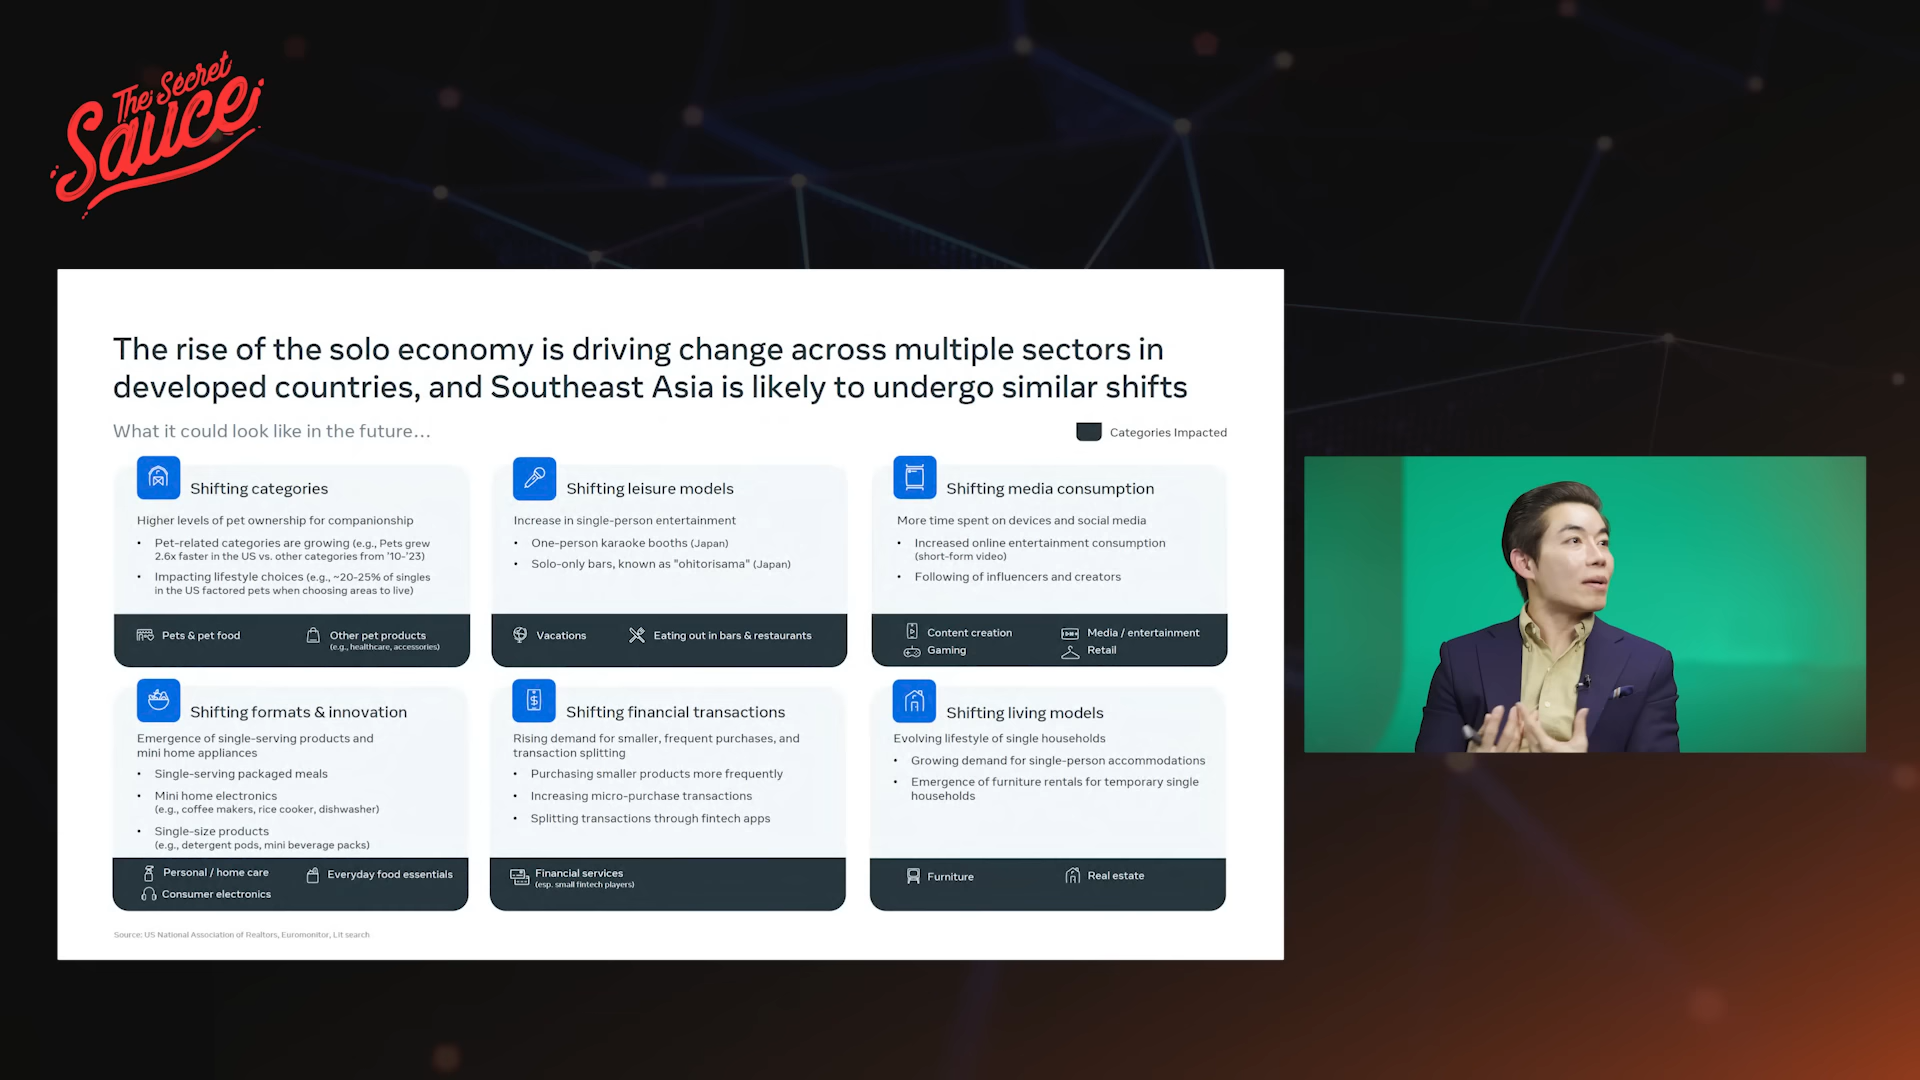 The Secret
Sauce
The rise of the solo economy is driving change across multiple sectors in
developed countries, and Southeast Asia is likely to undergo similar shifts
What it could look like in the future...
Categories Impacted
Shifting categories
Higher levels of pet ownership for companionship
• Pet-related categories are growing (e.g., Pets grew
2.6x faster in the US vs. other categories from '10-'23)
• Impacting lifestyle choices (e.g., ~20-25% of singles
in the US factored pets when choosing areas to live)
Pets & pet food
Other pet products
(e.g., healthcare, accessories)
Shifting leisure models
Increase in single-person entertainment
• One-person karaoke booths (Japan)
• Solo-only bars, known as "ohitorisama" (Japan)
Vacations
Eating out in bars & restaurants
Shifting media consumption
More time spent on devices and social media
• Increased online entertainment consumption
(short-form video)
• Following of influencers and creators
Content creation
Media / entertainment
Gaming
Retail
Shifting formats & innovation
Emergence of single-serving products and
mini home appliances
• Single-serving packaged meals
• Mini home electronics
(e.g., coffee makers, rice cooker, dishwasher)
• Single-size products
(e.g., detergent pods, mini beverage packs)
Personal / home care
Everyday food essentials
Consumer electronics
Shifting financial transactions
Rising demand for smaller, frequent purchases, and
transaction splitting
• Purchasing smaller products more frequently
• Increasing micro-purchase transactions
• Splitting transactions through fintech apps
Financial services
(esp. small fintech players)
Shifting living models
Evolving lifestyle of single households
• Growing demand for single-person accommodations
• Emergence of furniture rentals for temporary single
households
Furniture
Real estate
Source: US National Association of Realtors, Euromonitor, Lit search